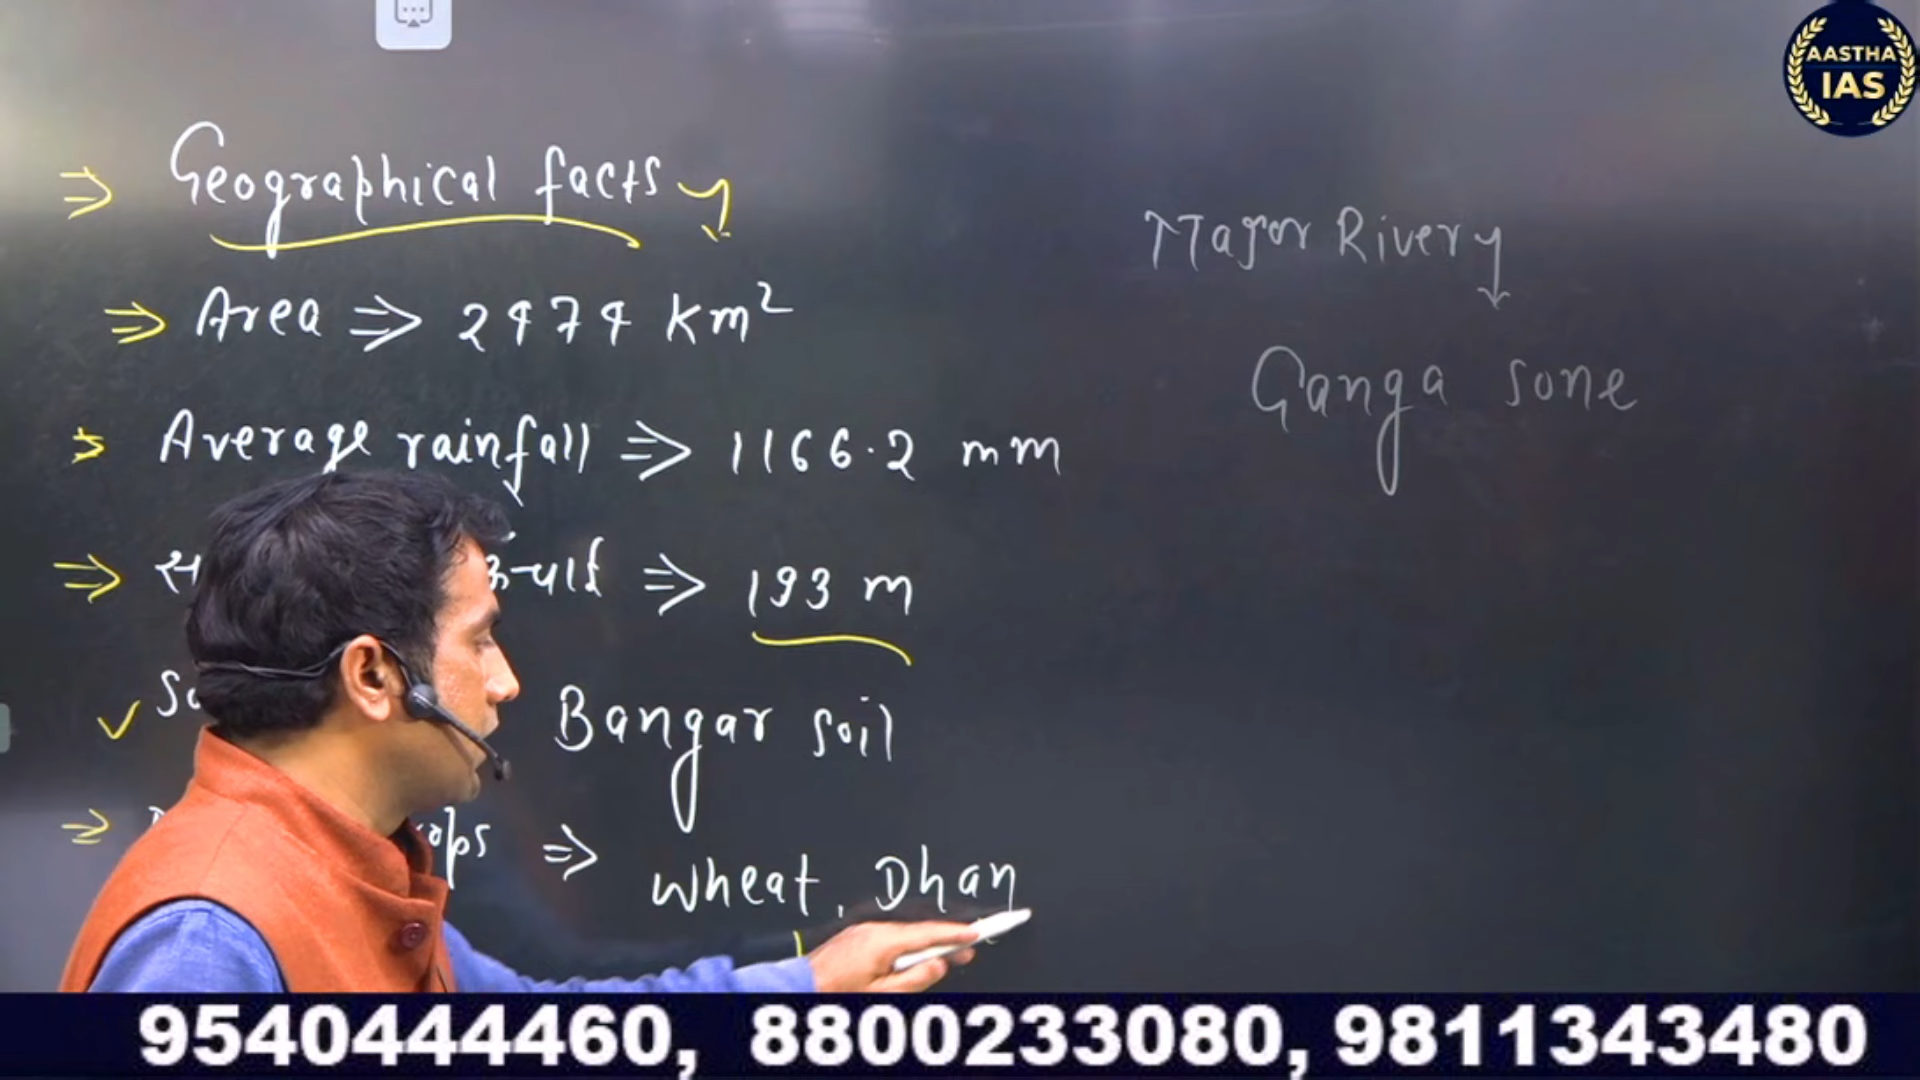 AASTHA
IAS
⇒ Geographical facts
⇒ Area ⇒ 2474 Km²
Average rainfall ⇒ 1166.2 mm
⇒ ऊँचाई ⇒ 193 m
✓ Bangar soil
⇒ ⇒ Wheat, Dhan
Major River
↓
Ganga Sone
9540444460, 8800233080, 9811343480